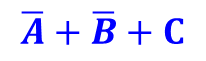 A̅ + B̅ + C